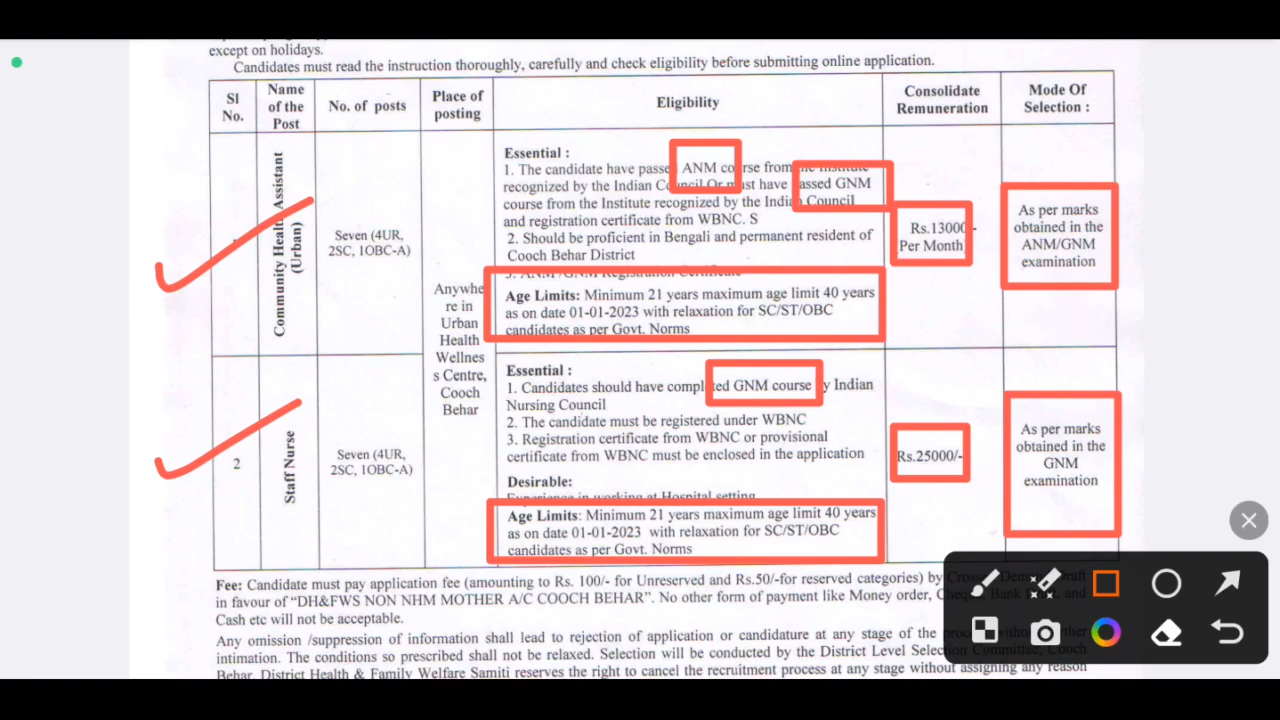 except on holidays.
Candidates must read the instruction thoroughly, carefully and check eligibility before submitting online application.
Sl No.
Name of the Post
No. of posts
Place of posting
Eligibility
Consolidate Remuneration
Mode Of Selection :
Community Health Assistant (Urban)
Seven (4UR,
2SC, 1OBC-A)
Anywhe
re in
Urban
Health
Wellnes
s Centre,
Cooch
Behar
Essential :
1. The candidate have passed ANM course from the Institute
recognized by the Indian Council Or must have passed GNM
course from the Institute recognized by the Indian Council
and registration certificate from WBNC. S
2. Should be proficient in Bengali and permanent resident of
Cooch Behar District
3. ANM /GNM Registration Certificate
Age Limits: Minimum 21 years maximum age limit 40 years
as on date 01-01-2023 with relaxation for SC/ST/OBC
candidates as per Govt. Norms
Rs.13000/-
Per Month
As per marks
obtained in the
ANM/GNM
examination
2
Staff Nurse
Seven (4UR,
2SC, 1OBC-A)
Essential :
1. Candidates should have completed GNM course by Indian
Nursing Council
2. The candidate must be registered under WBNC
3. Registration certificate from WBNC or provisional
certificate from WBNC must be enclosed in the application
Desirable:
Experience in working at Hospital setting
Age Limits: Minimum 21 years maximum age limit 40 years
as on date 01-01-2023 with relaxation for SC/ST/OBC
candidates as per Govt. Norms
Rs.25000/-
As per marks
obtained in the
GNM
examination
Fee: Candidate must pay application fee (amounting to Rs. 100/- for Unreserved and Rs.50/-for reserved categories) by Draft
in favour of "DH&FWS NON NHM MOTHER A/C COOCH BEHAR". No other form of payment like Money order, and
Cash etc will not be acceptable.
Any omission /suppression of information shall lead to rejection of application or candidature at any stage of the
intimation. The conditions so prescribed shall not be relaxed. Selection will be conducted by the District Level Selection Cooch
Behar. District Health & Family Welfare Samiti reserves the right to cancel the recruitment process at any stage without assigning any reason